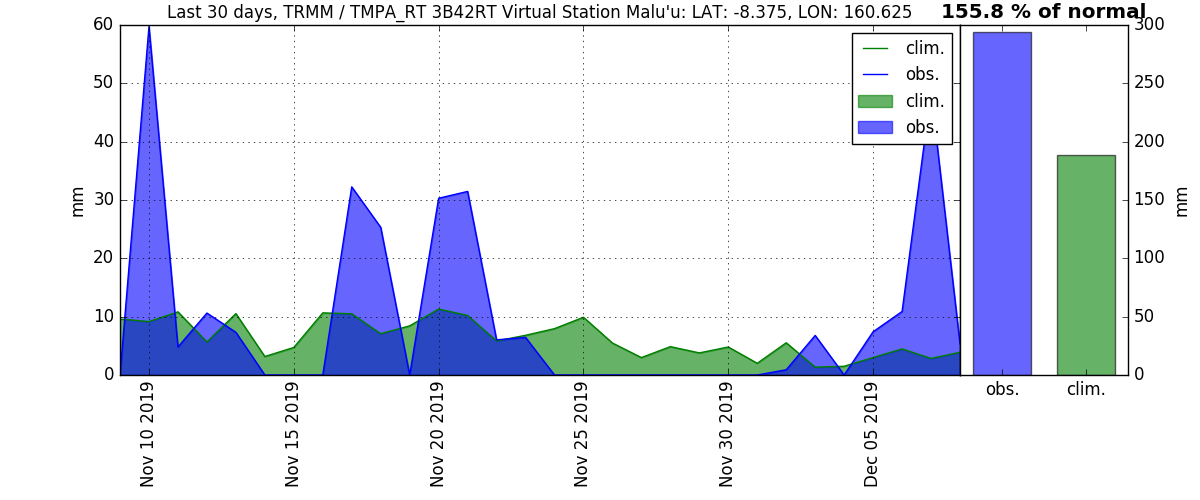 Last 30 days, TRMM / TMPA_RT 3B42RT Virtual Station Malu'u: LAT: -8.375, LON: 160.625
155.8 % of normal
60
50
40
30
20
10
0
mm
clim.
obs.
clim.
obs.
300
250
200
150
100
50
0
mm
obs.
clim.
Nov 10 2019
Nov 15 2019
Nov 20 2019
Nov 25 2019
Nov 30 2019
Dec 05 2019